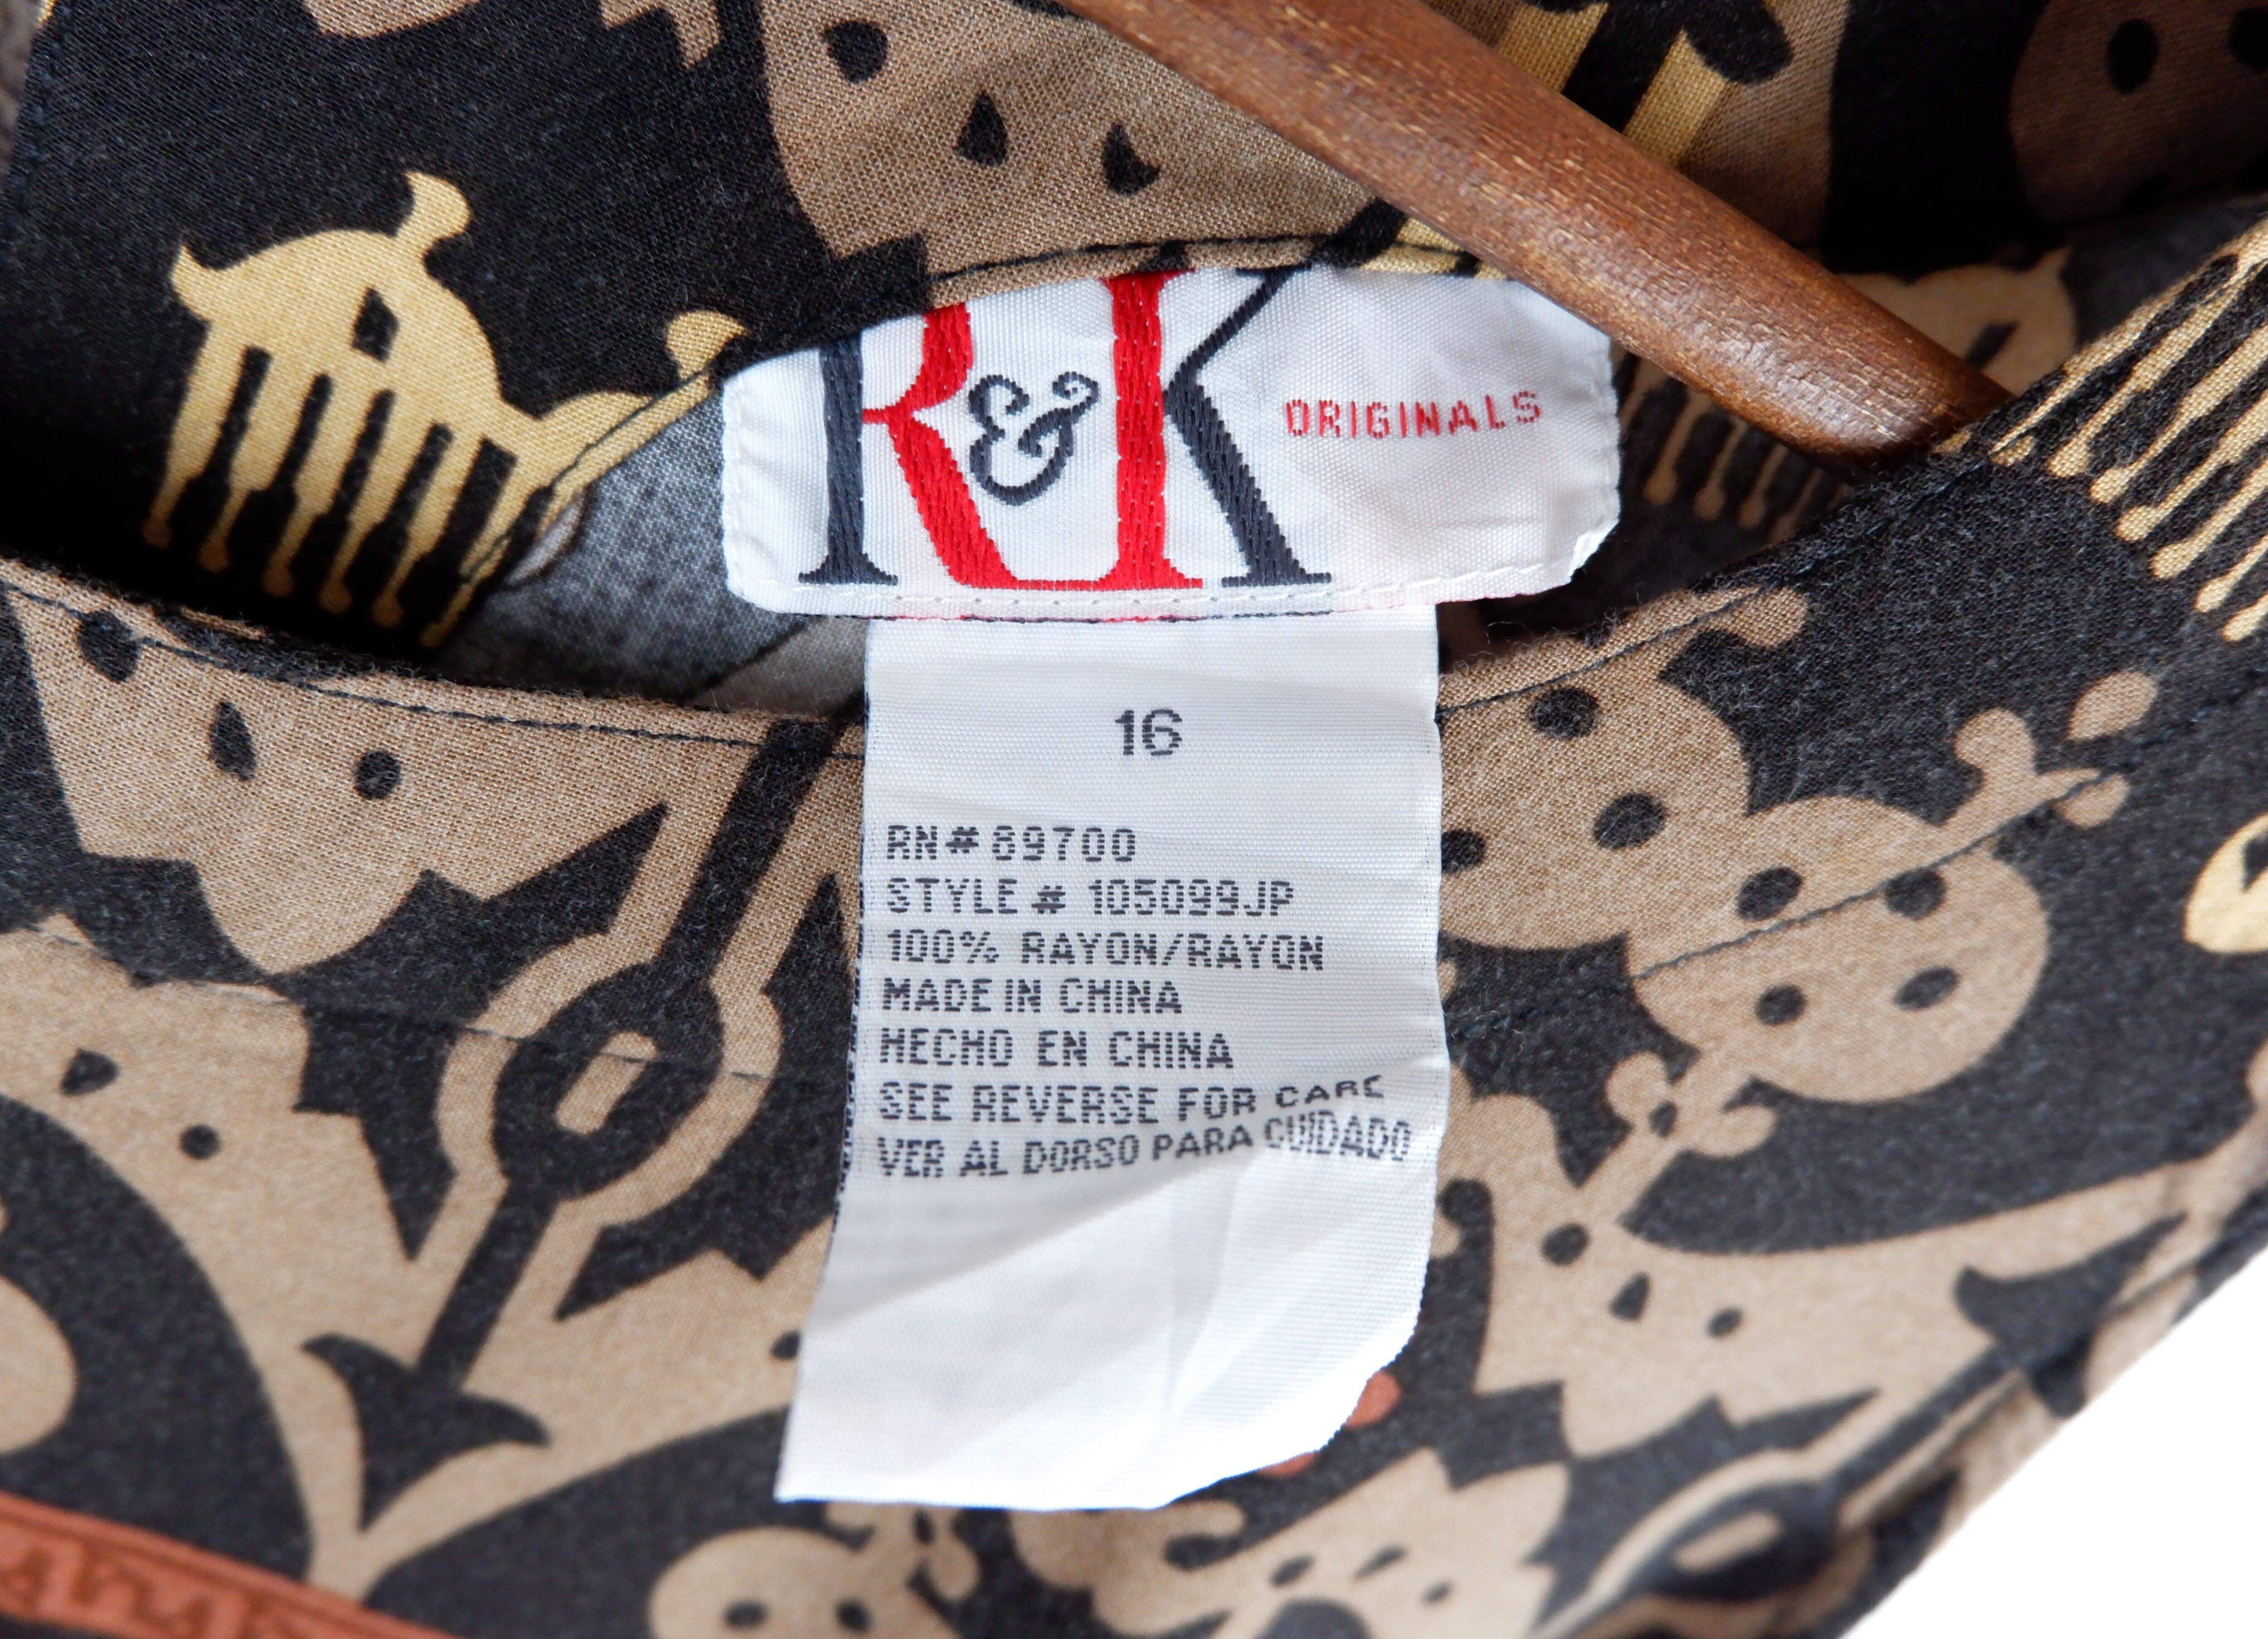 R&K ORIGINALS
16
RN# 89700
STYLE # 105099JP
100% RAYON/RAYON
MADE IN CHINA
HECHO EN CHINA
SEE REVERSE FOR CARE
VER AL DORSO PARA CUIDADO